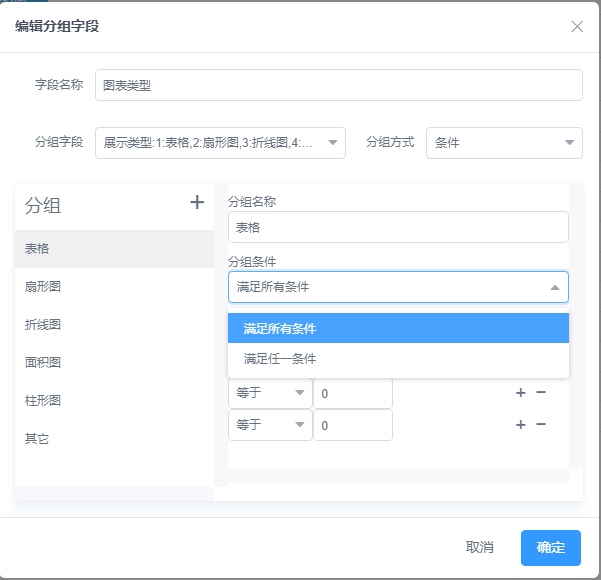 编辑分组字段
字段名称 图表类型
分组字段 展示类型:1:表格,2:扇形图,3:折线图,4:... 分组方式 条件
分组 +
表格
扇形图
折线图
面积图
柱形图
其它
分组名称
表格
分组条件
满足所有条件
满足所有条件
满足任一条件
等于 0 + −
等于 0 + −
取消 确定